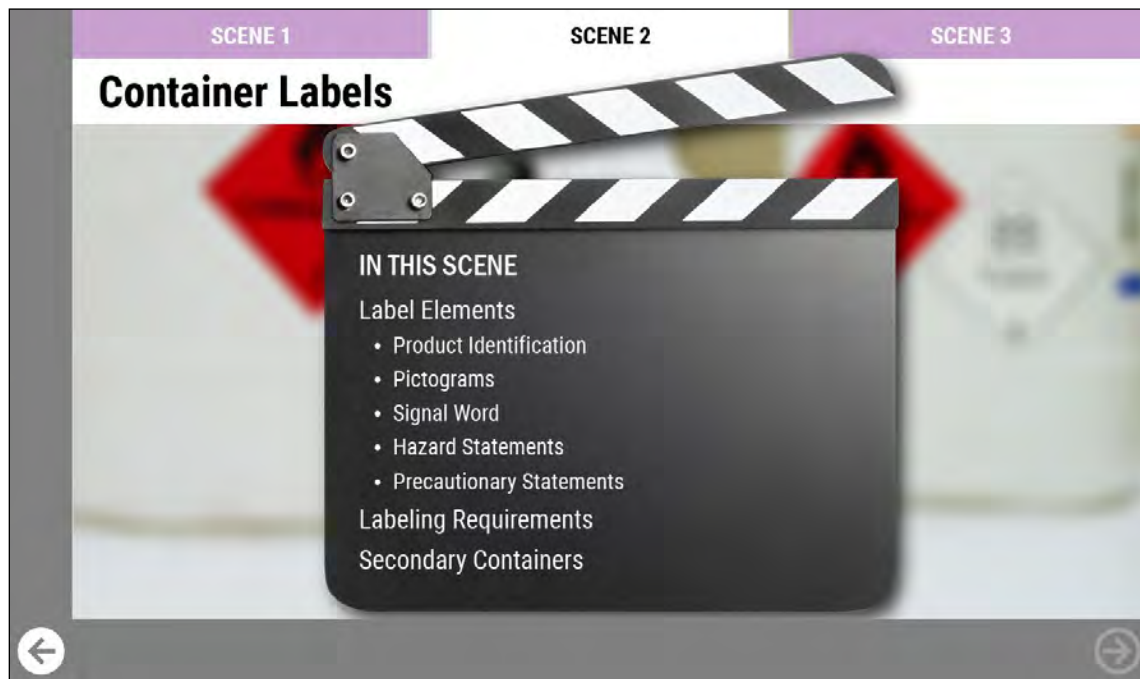 SCENE 1
SCENE 2
SCENE 3
Container Labels
IN THIS SCENE
Label Elements
• Product Identification
• Pictograms
• Signal Word
• Hazard Statements
• Precautionary Statements
Labeling Requirements
Secondary Containers